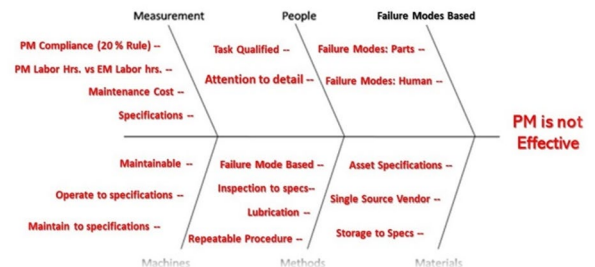 Measurement
People
Failure Modes Based
PM Compliance (20 % Rule) --
PM Labor Hrs. vs EM Labor hrs. --
Maintenance Cost --
Specifications --
Task Qualified --
Attention to detail --
Failure Modes: Parts --
Failure Modes: Human --
PM is not
Effective
Maintainable --
Operate to specifications --
Maintain to specifications --
Failure Mode Based --
Inspection to specs--
Lubrication --
Repeatable Procedure --
Asset Specifications --
Single Source Vendor --
Storage to Specs --
Machines
Methods
Materials